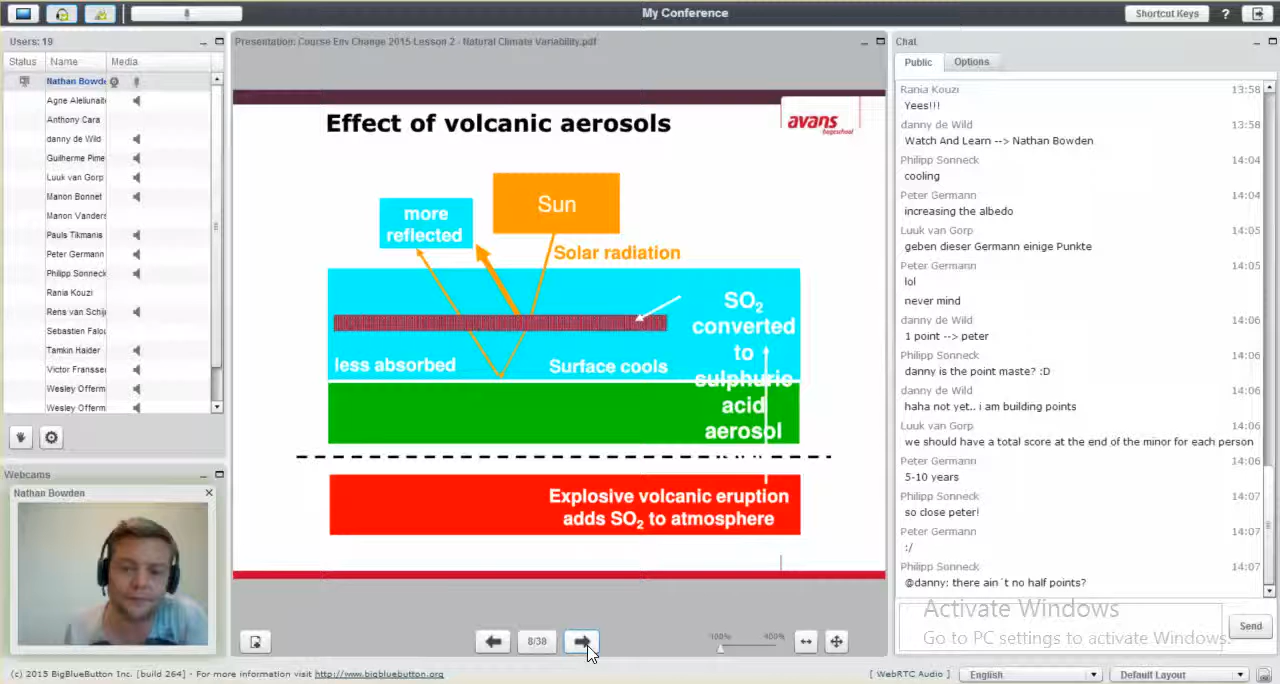 My Conference
Shortcut Keys
?
Users: 19
Status Name Media
Nathan Bowde
Agne Aleliunait
Anthony Cara
danny de Wild
Guilherme Pime
Luuk van Gorp
Manon Bonnet
Manon Vanders
Pauls Tikmanis
Peter Germann
Philipp Sonneck
Rania Kouzi
Rens van Schij
Sebastien Falou
Tamkin Haider
Victor Franssen
Wesley Offerm
Wesley Offerm
Webcams
Nathan Bowden
Presentation: Course Env Change 2015 Lesson 2 - Natural Climate Variability.pdf
Effect of volcanic aerosols
avans
hogeschool
more
reflected
Sun
Solar radiation
SO2
converted
to
sulphuric
acid
aerosol
less absorbed
Surface cools
Explosive volcanic eruption
adds SO2 to atmosphere
8/38
100%
400%
Chat
Public Options
Rania Kouzi 13:58
Yees!!!
danny de Wild 13:58
Watch And Learn --> Nathan Bowden
Philipp Sonneck 14:04
cooling
Peter Germann 14:04
increasing the albedo
Luuk van Gorp 14:05
geben dieser Germann einige Punkte
Peter Germann 14:05
lol
never mind
danny de Wild 14:06
1 point --> peter
Philipp Sonneck 14:06
danny is the point maste? :D
danny de Wild 14:06
haha not yet.. i am building points
Luuk van Gorp 14:06
we should have a total score at the end of the minor for each person
Peter Germann 14:06
5-10 years
Philipp Sonneck 14:07
so close peter!
Peter Germann 14:07
:/
Philipp Sonneck 14:07
@danny: there ain´t no half points?
Activate Windows
Go to PC settings to activate Windows.
Send
(c) 2015 BigBlueButton Inc. [build 264] - For more information visit http://www.bigbluebutton.org
[ WebRTC Audio ]
English
Default Layout